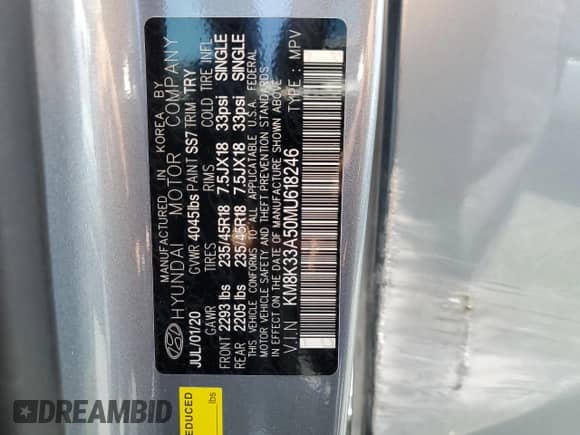 MANUFACTURED IN KOREA BY
HYUNDAI MOTOR COMPANY
JUL/01/20 GVWR 4045lbs PAINT SS7 TRIM TRY
GAWR TIRES RIMS COLD TIRE INFL
FRONT 2293 lbs 235/45R18 7.5JX18 33psi SINGLE
REAR 2205 lbs 235/45R18 7.5JX18 33psi SINGLE
THIS VEHICLE CONFORMS TO ALL APPLICABLE U.S.A. FEDERAL
MOTOR VEHICLE SAFETY AND THEFT PREVENTION STANDARDS
IN EFFECT ON THE DATE OF MANUFACTURE SHOWN ABOVE
V.I.N KM8K33A50MU618246 TYPE : MPV
REDUCED
lbs
DREAMBID